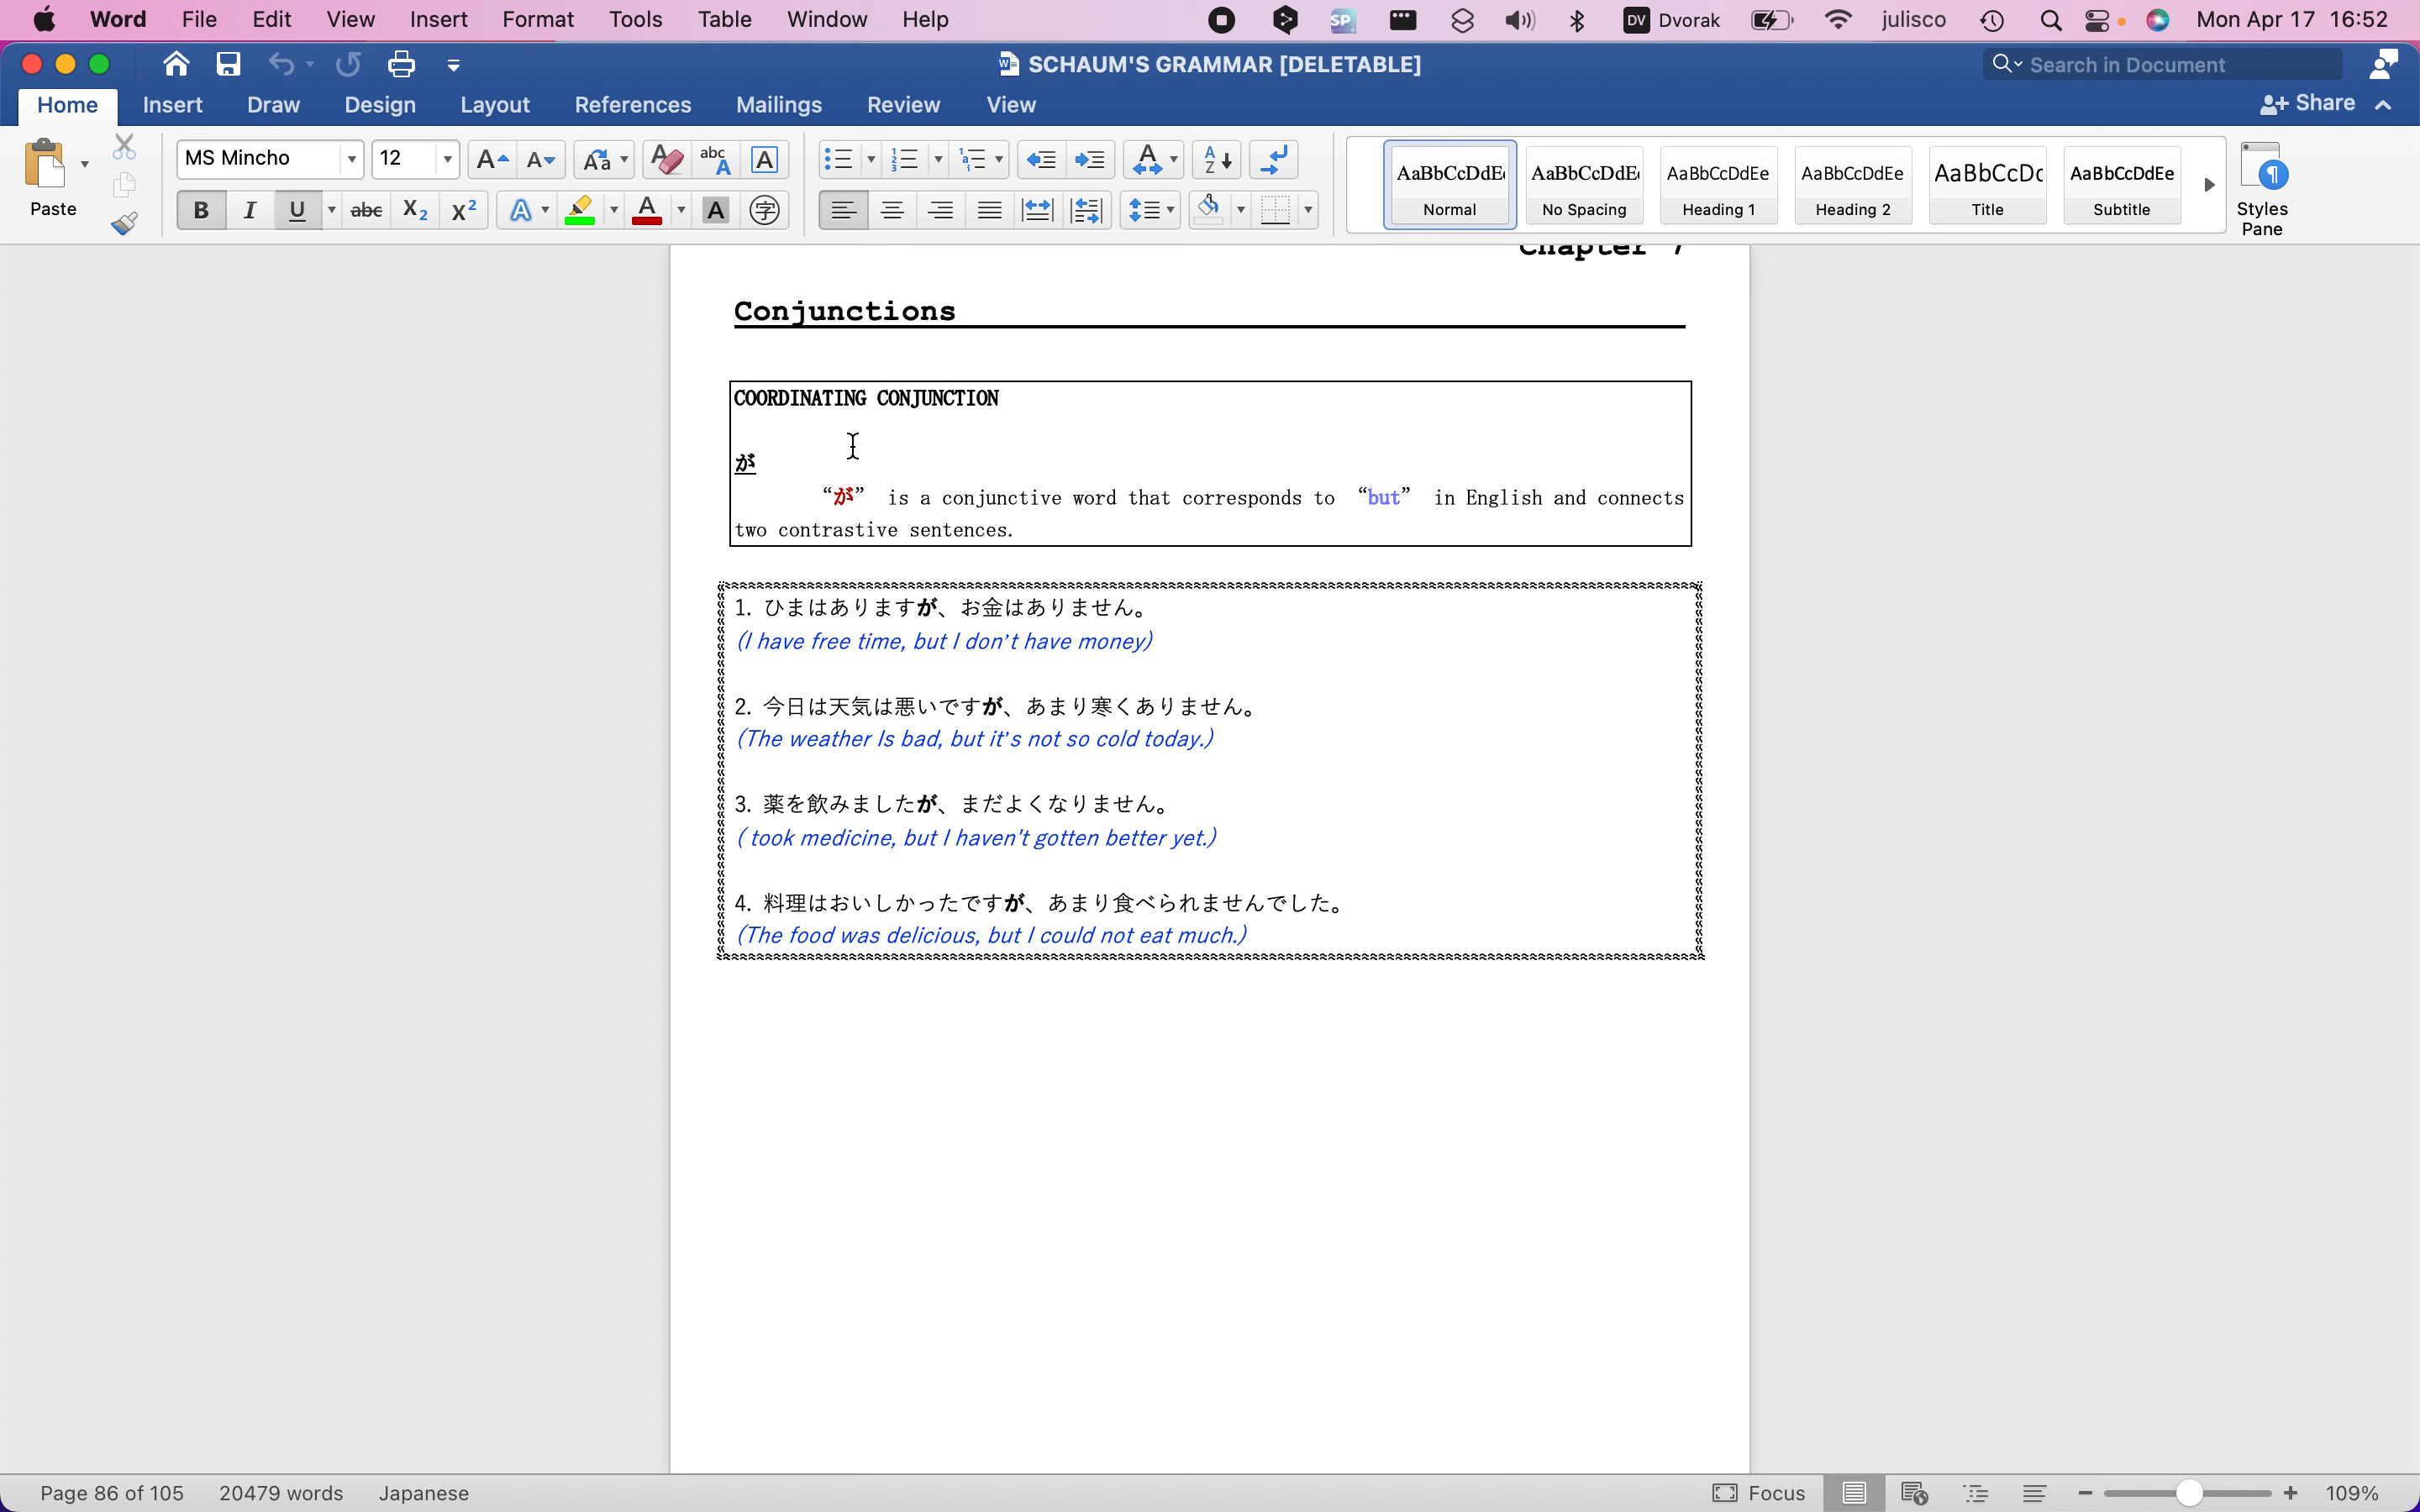 Word File Edit View Insert Format Tools Table Window Help SP DV Dvorak julisco Mon Apr 17 16:52
SCHAUM'S GRAMMAR [DELETABLE] Search in Document
Home Insert Draw Design Layout References Mailings Review View Share
Paste MS Mincho 12
AaBbCcDdEe AaBbCcDdEe AaBbCcDdEe AaBbCcDdEe AaBbCcDc AaBbCcDdEe
Normal No Spacing Heading 1 Heading 2 Title Subtitle Styles Pane
Chapter 7
Conjunctions
COORDINATING CONJUNCTION
が
“が” is a conjunctive word that corresponds to “but” in English and connects
two contrastive sentences.
1. ひまはありますが、お金はありません。
(I have free time, but I don’t have money)
2. 今日は天気は悪いですが、あまり寒くありません。
(The weather Is bad, but it’s not so cold today.)
3. 薬を飲みましたが、まだよくなりません。
( took medicine, but I haven't gotten better yet.)
4. 料理はおいしかったですが、あまり食べられませんでした。
(The food was delicious, but I could not eat much.)
Page 86 of 105 20479 words Japanese Focus 109%